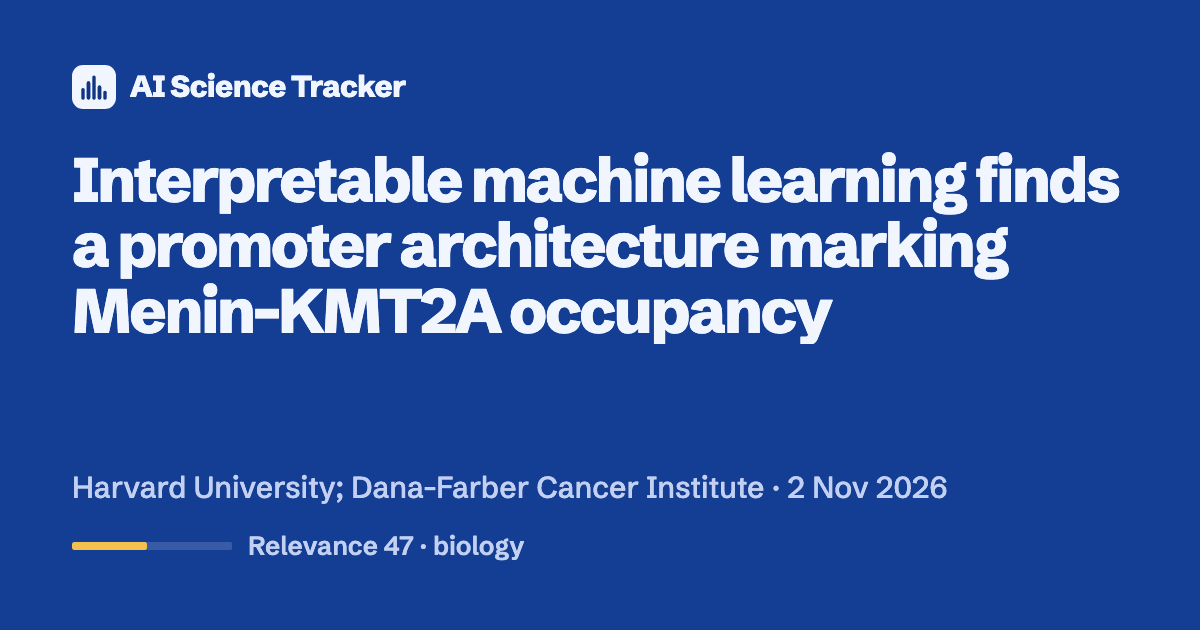 AI Science Tracker
Interpretable machine learning finds
a promoter architecture marking
Menin-KMT2A occupancy
Harvard University; Dana-Farber Cancer Institute · 2 Nov 2026
Relevance 47 · biology